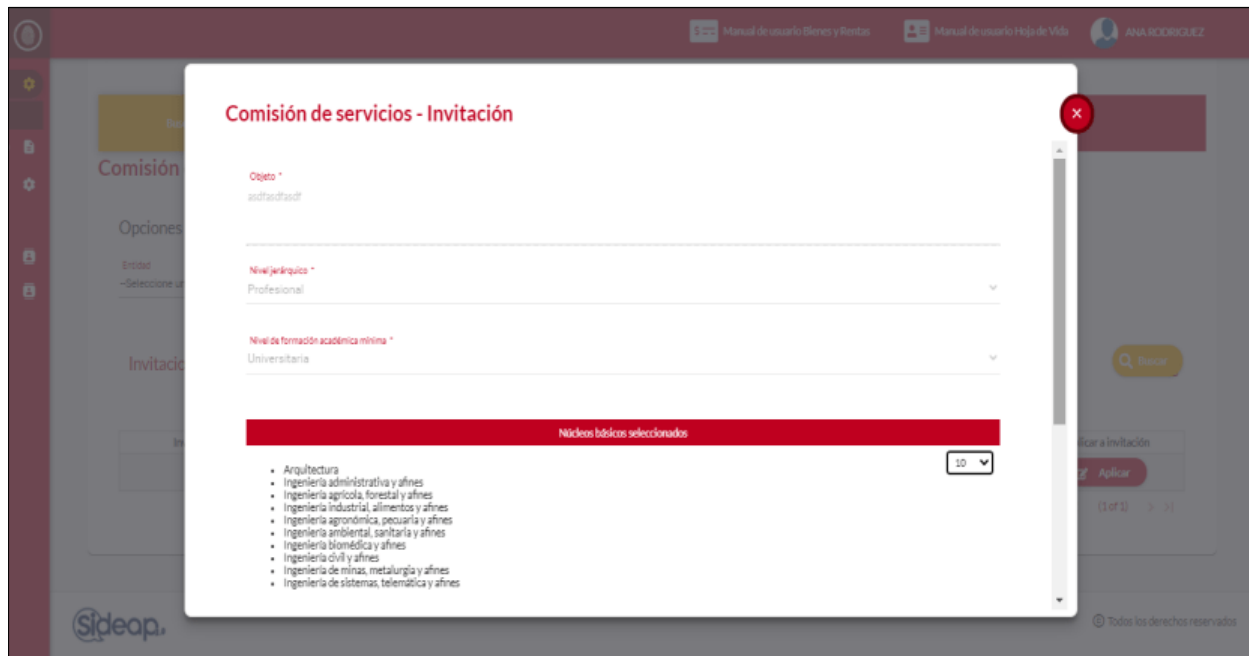 Manual de usuario Bienes y Rentas
Manual de usuario Hoja de Vida
ANA RODRIGUEZ
Comisión de servicios - Invitación
×
Comisión
Objeto *
asdfasdfasdf
Opciones
Entidad
Nivel jerárquico *
--Seleccione un
Profesional
Nivel de formación académica mínima *
Universitaria
Invitacio
Buscar
Núcleos básicos seleccionados
10
licar a invitación
Arquitectura
Ingeniería administrativa y afines
Ingeniería agrícola, forestal y afines
Ingeniería industrial, alimentos y afines
Ingeniería agronómica, pecuaria y afines
Ingeniería ambiental, sanitaria y afines
Ingeniería biomédica y afines
Ingeniería civil y afines
Ingeniería de minas, metalurgia y afines
Ingeniería de sistemas, telemática y afines
Aplicar
(1 of 1)
Sideap
© Todos los derechos reservados